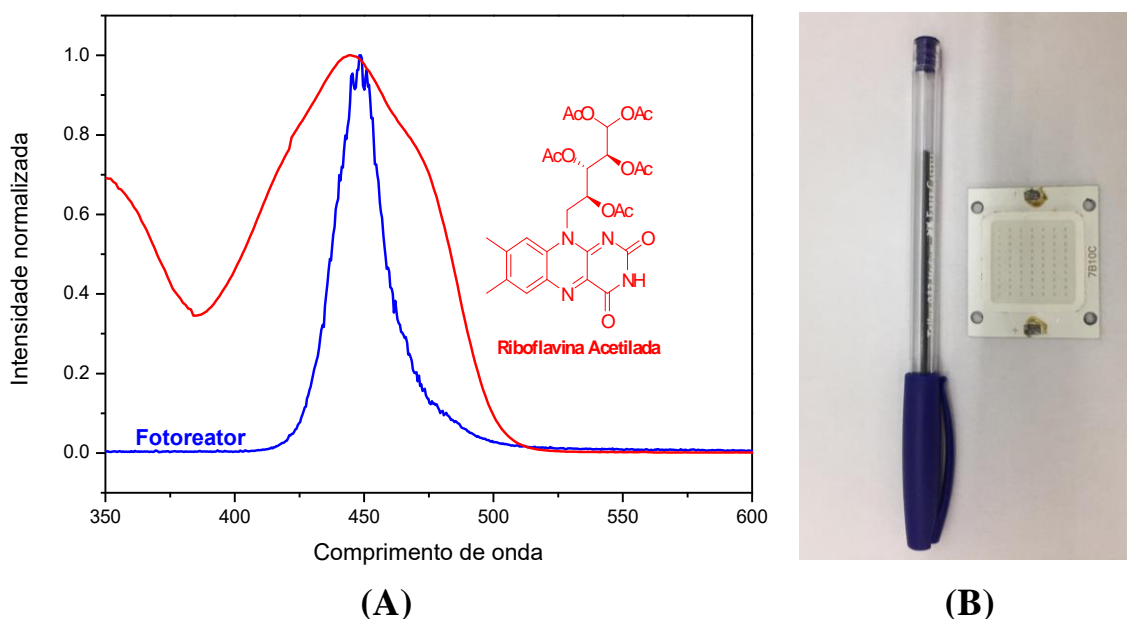 1.0
0.8
0.6
0.4
0.2
0.0
350
400
450
500
550
600
Intensidade normalizada
Comprimento de onda
Fotoreator
AcO
OAc
AcO
OAc
OAc
N
N
O
NH
N
O
Riboflavina Acetilada
7B10C
+
(A)
(B)